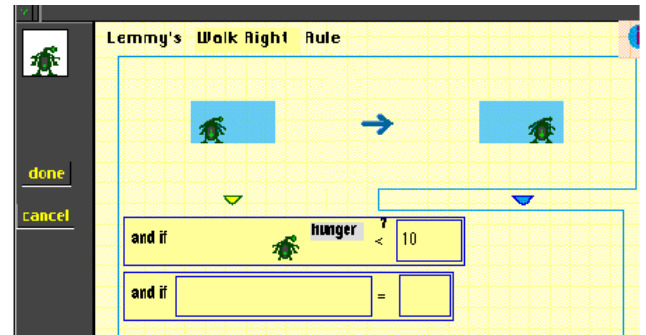 Lemmy's Walk Right Rule
done
cancel
and if hunger ? < 10
and if =